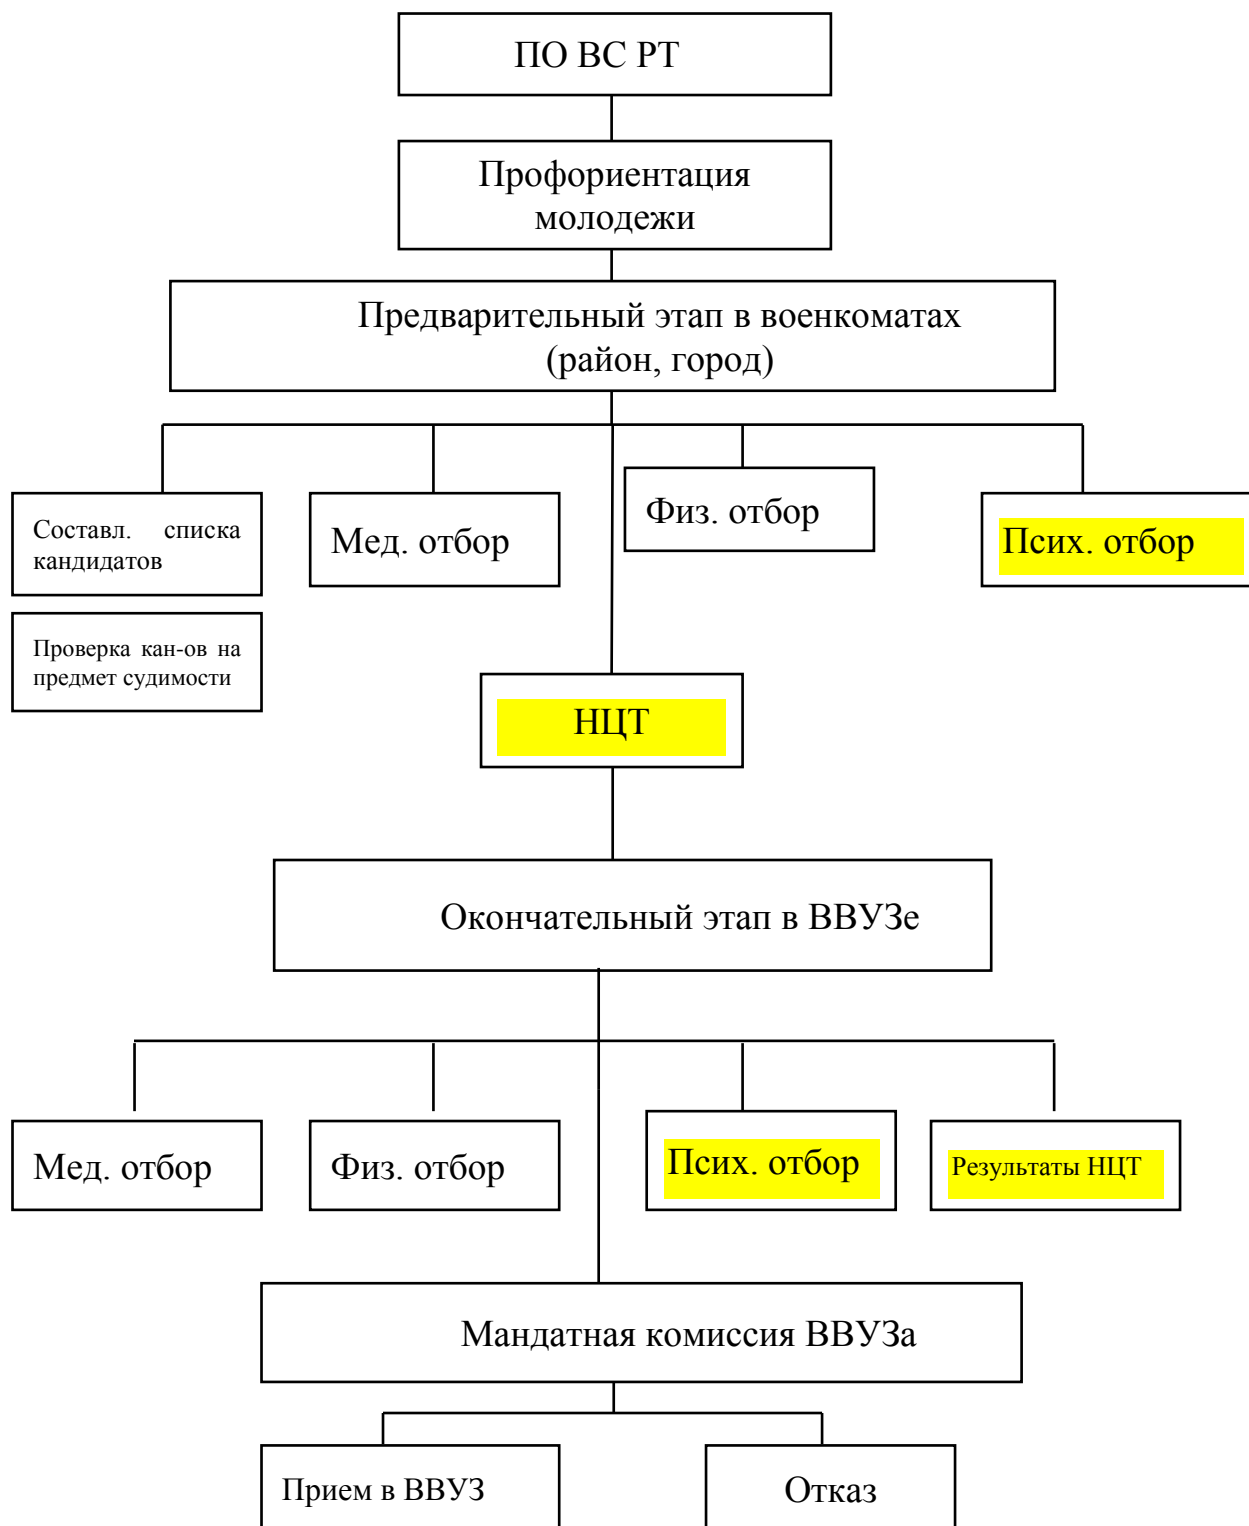 ПО ВС РТ
Профориентация
молодежи
Предварительный этап в военкоматах
(район, город)
Составл. списка
кандидатов
Мед. отбор
Физ. отбор
Псих. отбор
Проверка кан-ов на
предмет судимости
НЦТ
Окончательный этап в ВВУЗе
Мед. отбор
Физ. отбор
Псих. отбор
Результаты НЦТ
Мандатная комиссия ВВУЗа
Прием в ВВУЗ
Отказ